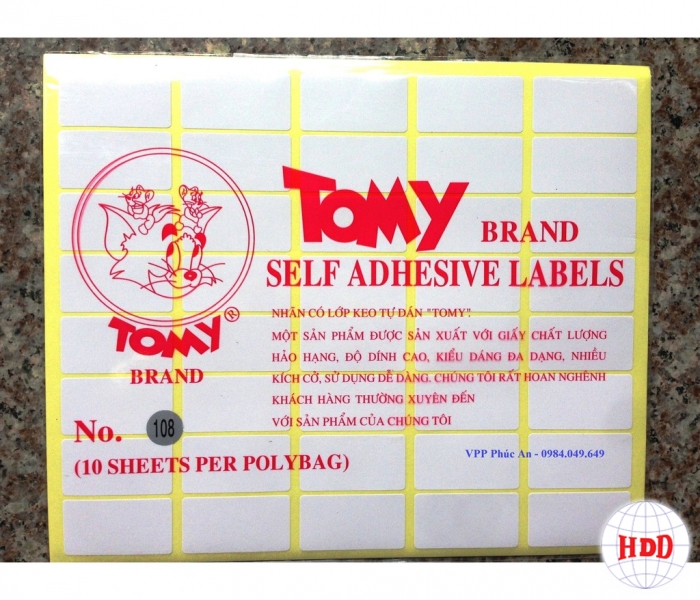 TOMY BRAND
SELF ADHESIVE LABELS
NHÃN CÓ LỚP KEO TỰ DÁN "TOMY".
MỘT SẢN PHẨM ĐƯỢC SẢN XUẤT VỚI GIẤY CHẤT LƯỢNG
HẢO HẠNG, ĐỘ DÍNH CAO, KIỂU DÁNG ĐA DẠNG, NHIỀU
KÍCH CỞ, SỬ DỤNG DỄ DÀNG. CHÚNG TÔI RẤT HOAN NGHÊNH
KHÁCH HÀNG THƯỜNG XUYÊN ĐẾN
VỚI SẢN PHẨM CỦA CHÚNG TÔI
TOMY®
BRAND
No. 108
(10 SHEETS PER POLYBAG)
VPP Phúc An - 0984.049.649
HDD